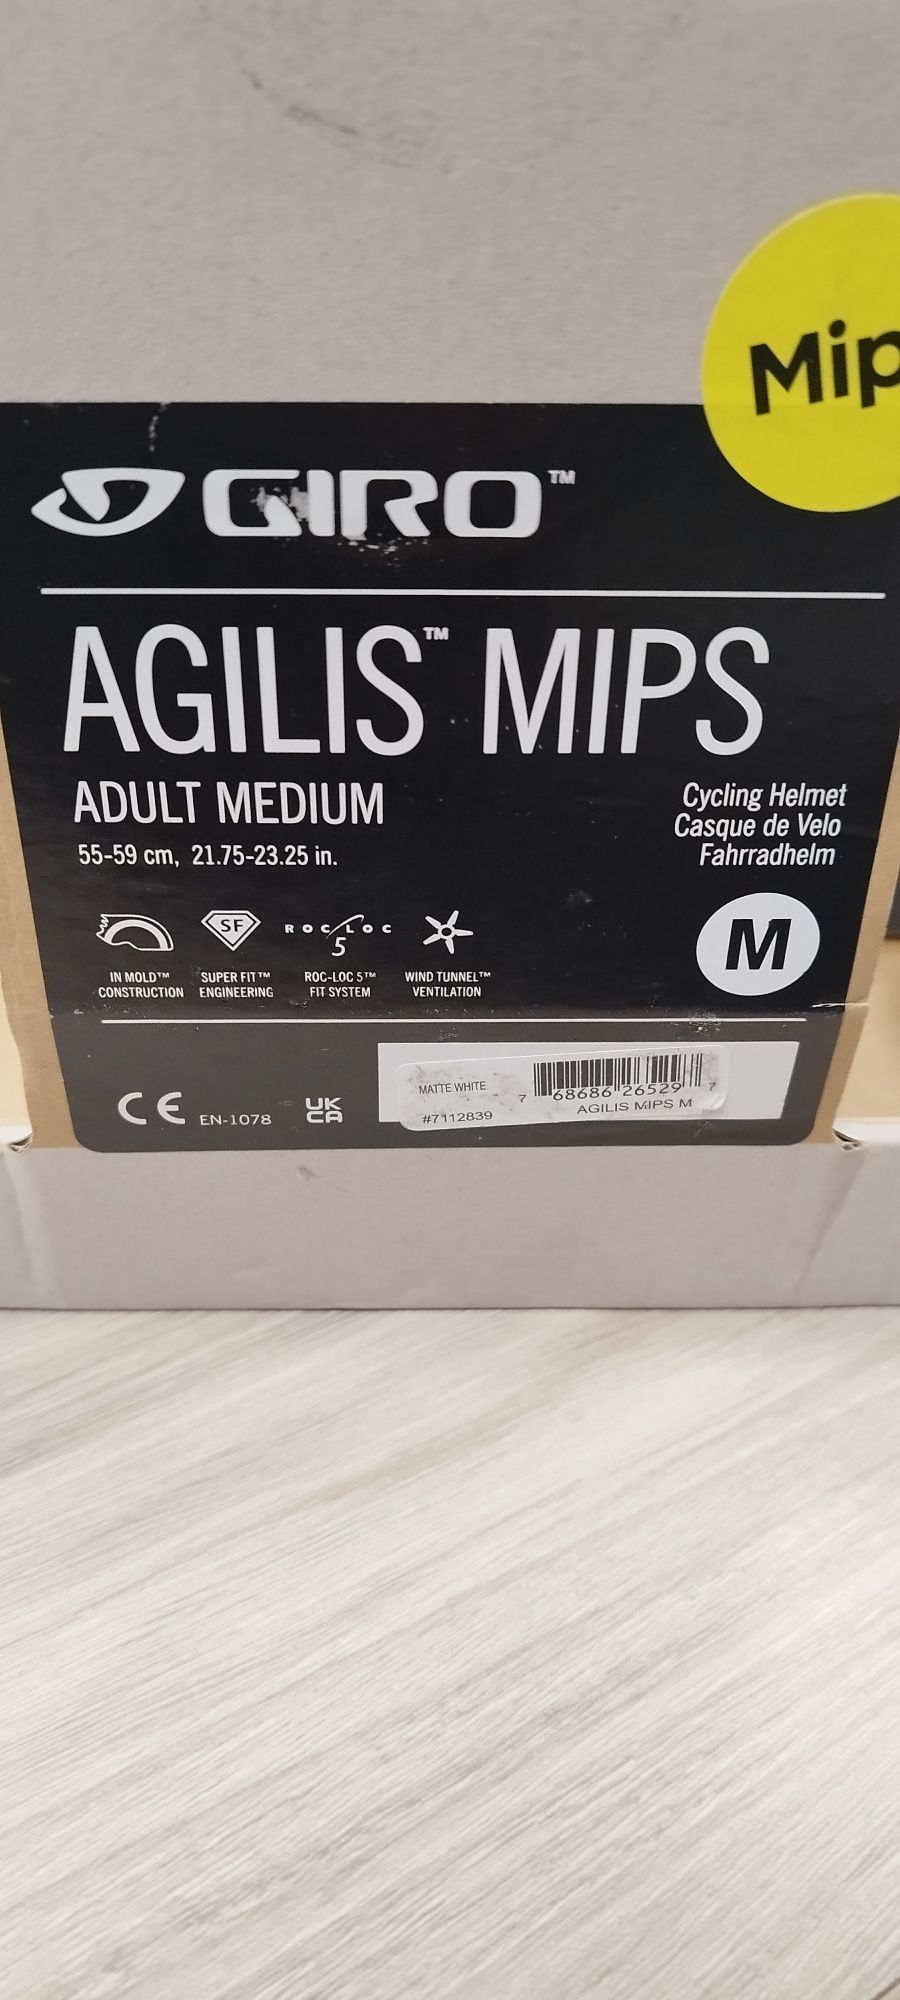 Mip
GIRO™
AGILIS™ MIPS
ADULT MEDIUM
55-59 cm, 21.75-23.25 in.
Cycling Helmet
Casque de Velo
Fahrradhelm
M
SF
ROC LOC
5
IN MOLD™
CONSTRUCTION
SUPER FIT™
ENGINEERING
ROC-LOC 5™
FIT SYSTEM
WIND TUNNEL™
VENTILATION
CE EN-1078
UK
CA
MATTE WHITE
#7112839
7 68686 26529 7
AGILIS MIPS M